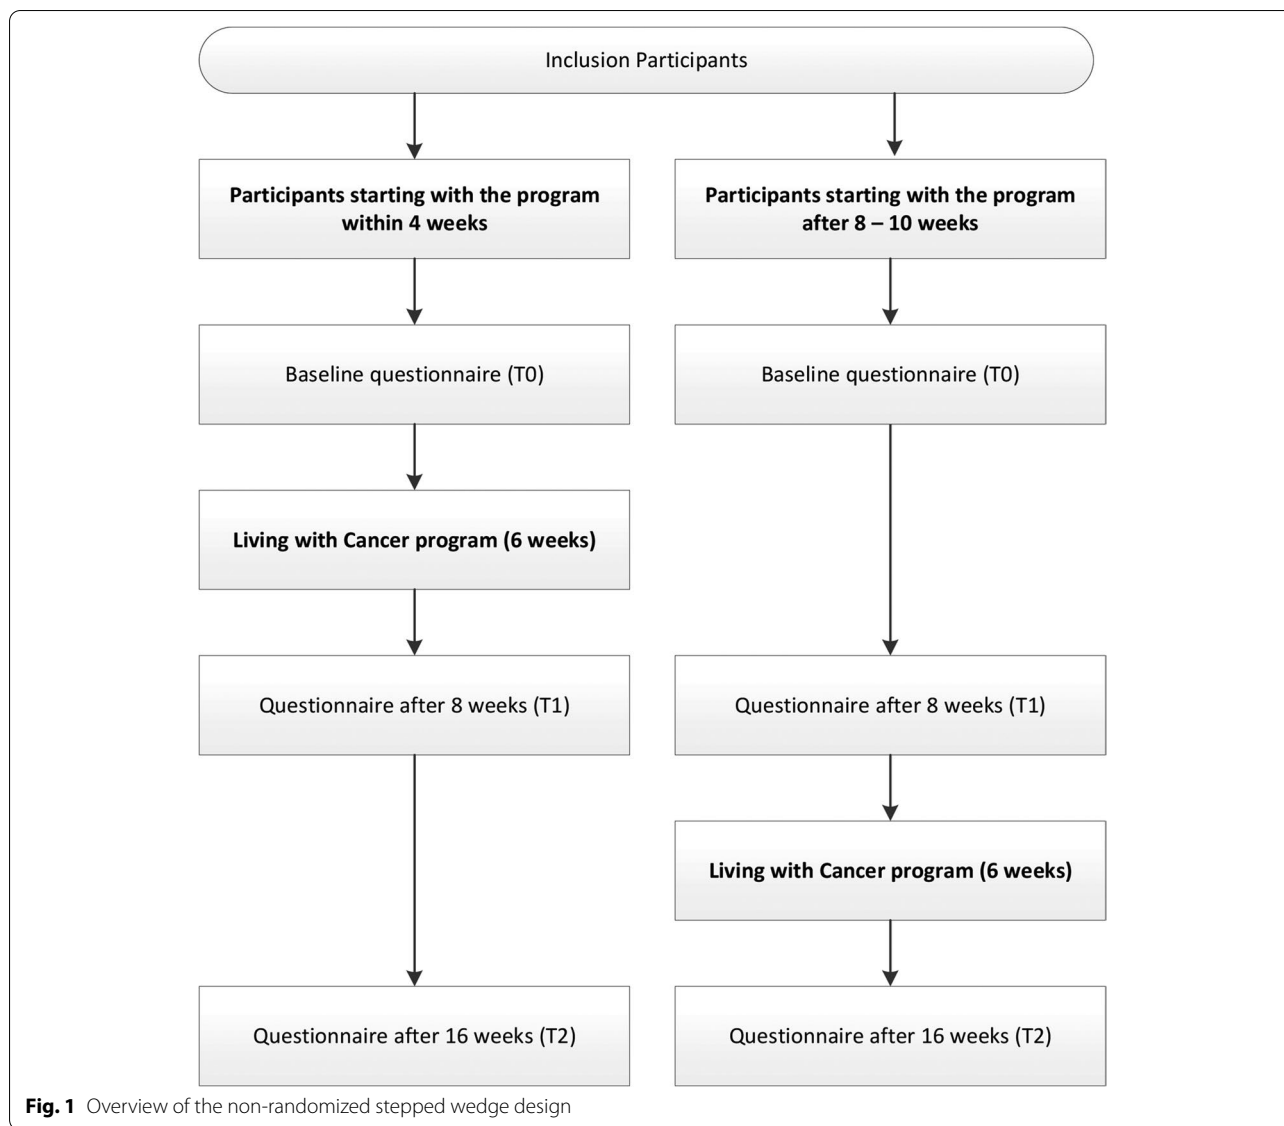 Inclusion Participants
Participants starting with the program
within 4 weeks
Participants starting with the program
after 8 – 10 weeks
Baseline questionnaire (T0)
Baseline questionnaire (T0)
Living with Cancer program (6 weeks)
Questionnaire after 8 weeks (T1)
Questionnaire after 8 weeks (T1)
Living with Cancer program (6 weeks)
Questionnaire after 16 weeks (T2)
Questionnaire after 16 weeks (T2)
Fig. 1 Overview of the non-randomized stepped wedge design